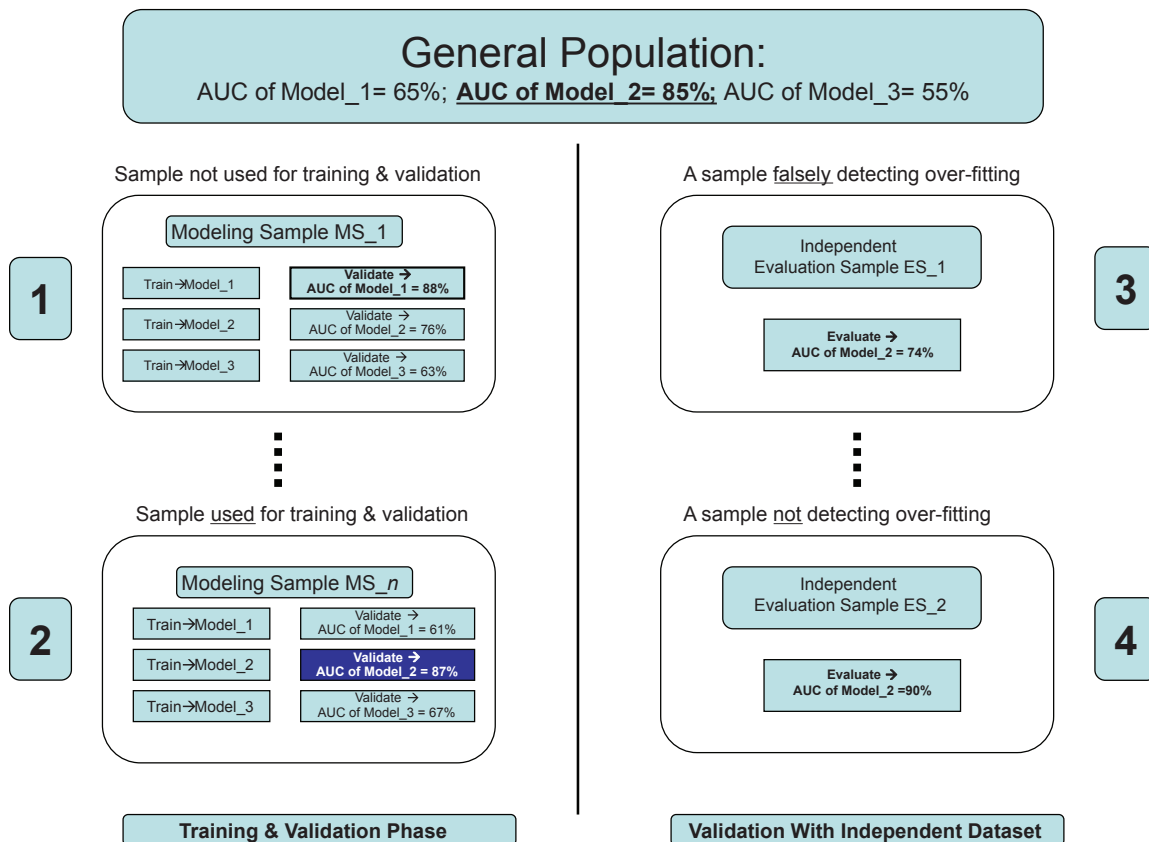 General Population:
AUC of Model_1= 65%; AUC of Model_2= 85%; AUC of Model_3= 55%
Sample not used for training & validation
1
Modeling Sample MS_1
Train→Model_1
Validate →
AUC of Model_1 = 88%
Train→Model_2
Validate →
AUC of Model_2 = 76%
Train→Model_3
Validate →
AUC of Model_3 = 63%
Sample used for training & validation
2
Modeling Sample MS_n
Train→Model_1
Validate →
AUC of Model_1 = 61%
Train→Model_2
Validate →
AUC of Model_2 = 87%
Train→Model_3
Validate →
AUC of Model_3 = 67%
Training & Validation Phase
A sample falsely detecting over-fitting
Independent
Evaluation Sample ES_1
3
Evaluate →
AUC of Model_2 = 74%
A sample not detecting over-fitting
Independent
Evaluation Sample ES_2
4
Evaluate →
AUC of Model_2 =90%
Validation With Independent Dataset